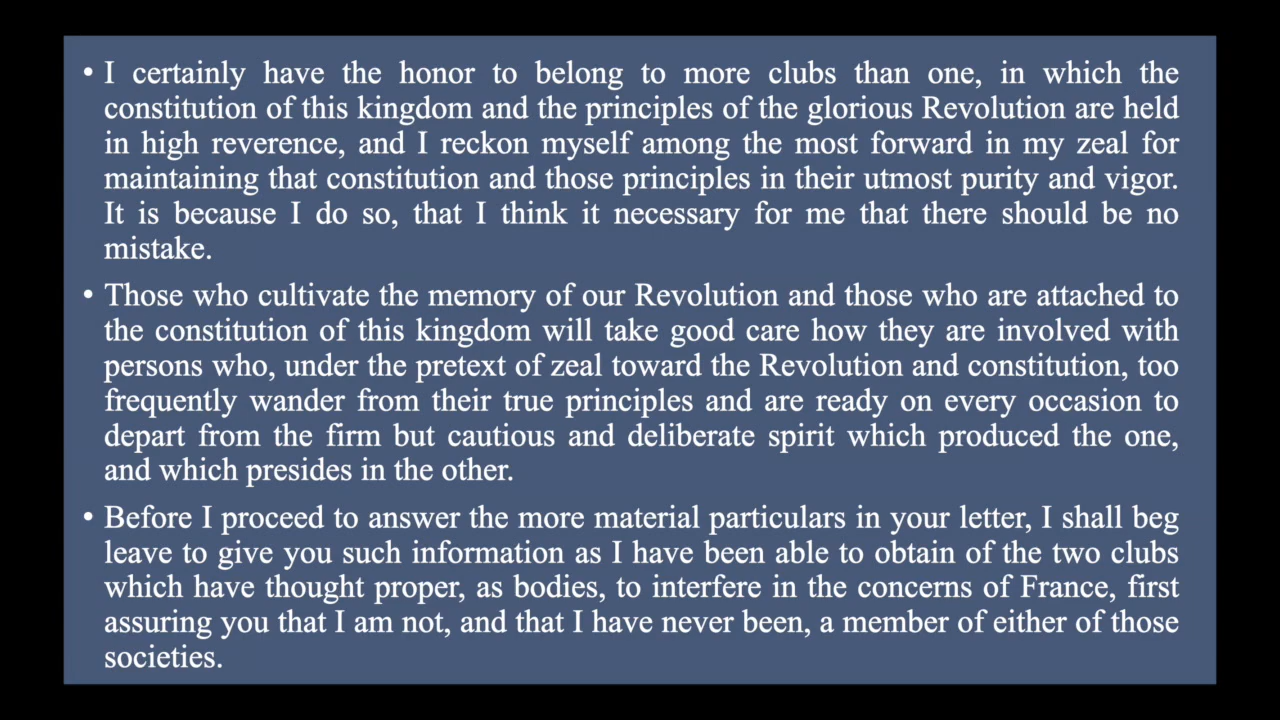 • I certainly have the honor to belong to more clubs than one, in which the
constitution of this kingdom and the principles of the glorious Revolution are held
in high reverence, and I reckon myself among the most forward in my zeal for
maintaining that constitution and those principles in their utmost purity and vigor.
It is because I do so, that I think it necessary for me that there should be no
mistake.
• Those who cultivate the memory of our Revolution and those who are attached to
the constitution of this kingdom will take good care how they are involved with
persons who, under the pretext of zeal toward the Revolution and constitution, too
frequently wander from their true principles and are ready on every occasion to
depart from the firm but cautious and deliberate spirit which produced the one,
and which presides in the other.
• Before I proceed to answer the more material particulars in your letter, I shall beg
leave to give you such information as I have been able to obtain of the two clubs
which have thought proper, as bodies, to interfere in the concerns of France, first
assuring you that I am not, and that I have never been, a member of either of those
societies.